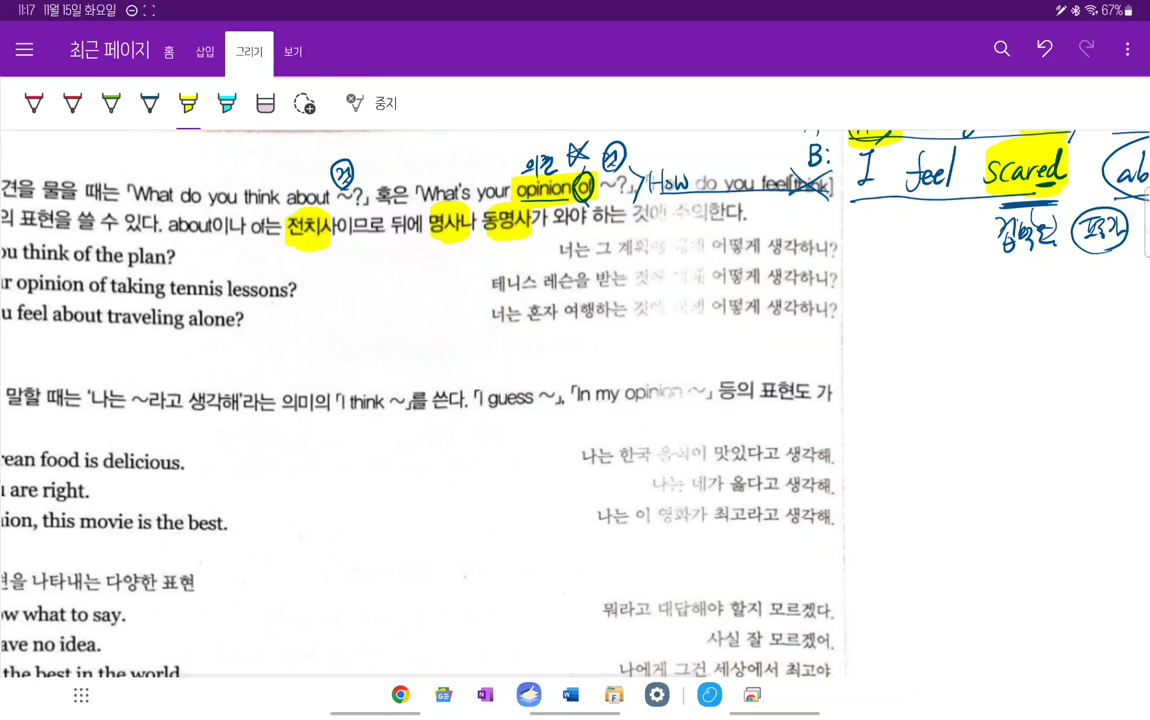 11:17 11월 15일 화요일
67%
최근 페이지 홈 삽입 그리기 보기
중지
B:
I feel scared
의견
견을 물을 때는 「What do you think about ~?」 혹은 「What's your opinion of ~?」, How do you feel[think]
의 표현을 쓸 수 있다. about이나 of는 전치사이므로 뒤에 명사나 동명사가 와야 하는 것에 주의한다.
ou think of the plan? 너는 그 계획에 대해 어떻게 생각하니?
r opinion of taking tennis lessons? 테니스 레슨을 받는 것에 대해 어떻게 생각하니?
u feel about traveling alone? 너는 혼자 여행하는 것에 대해 어떻게 생각하니?
말할 때는 '나는 ~라고 생각해'라는 의미의 「I think ~」를 쓴다. 「I guess ~」, 「In my opinion ~」 등의 표현도 가
rean food is delicious. 나는 한국 음식이 맛있다고 생각해.
u are right. 나는 네가 옳다고 생각해.
nion, this movie is the best. 나는 이 영화가 최고라고 생각해.
견을 나타내는 다양한 표현
ow what to say. 뭐라고 대답해야 할지 모르겠다.
ave no idea. 사실 잘 모르겠어.
the best in the world 나에게 그건 세상에서 최고야